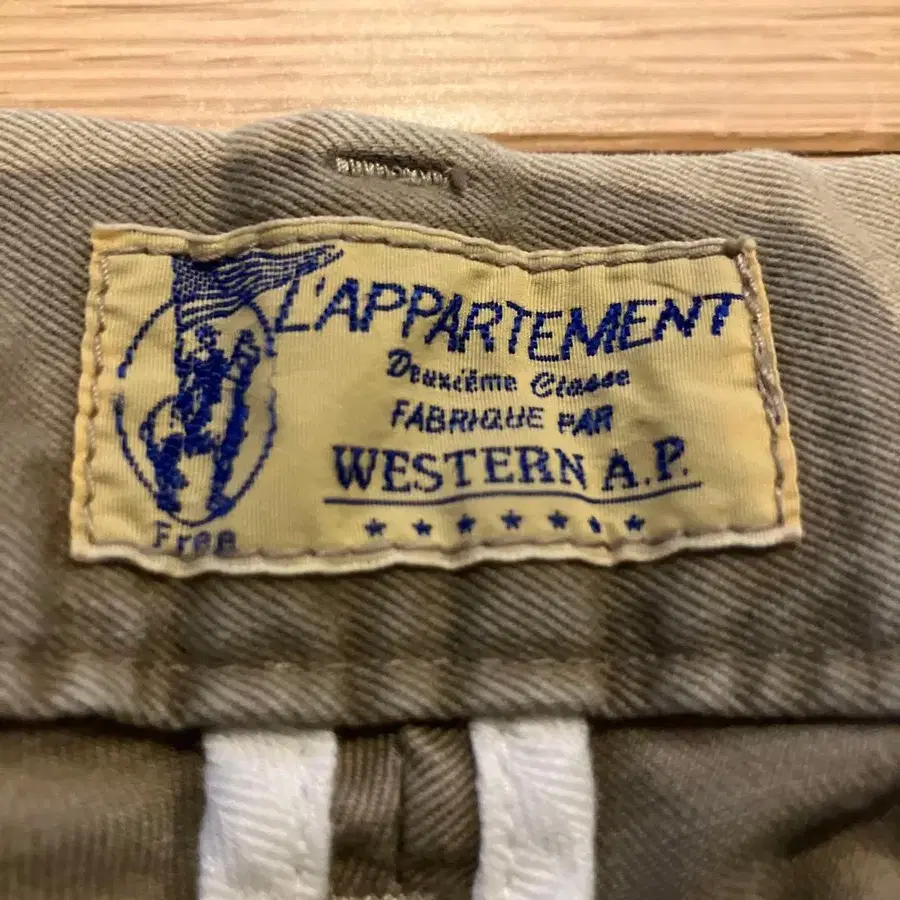 L'APPARTEMENT
Deuxième Classe
FABRIQUE PAR
WESTERN A.P.
Free